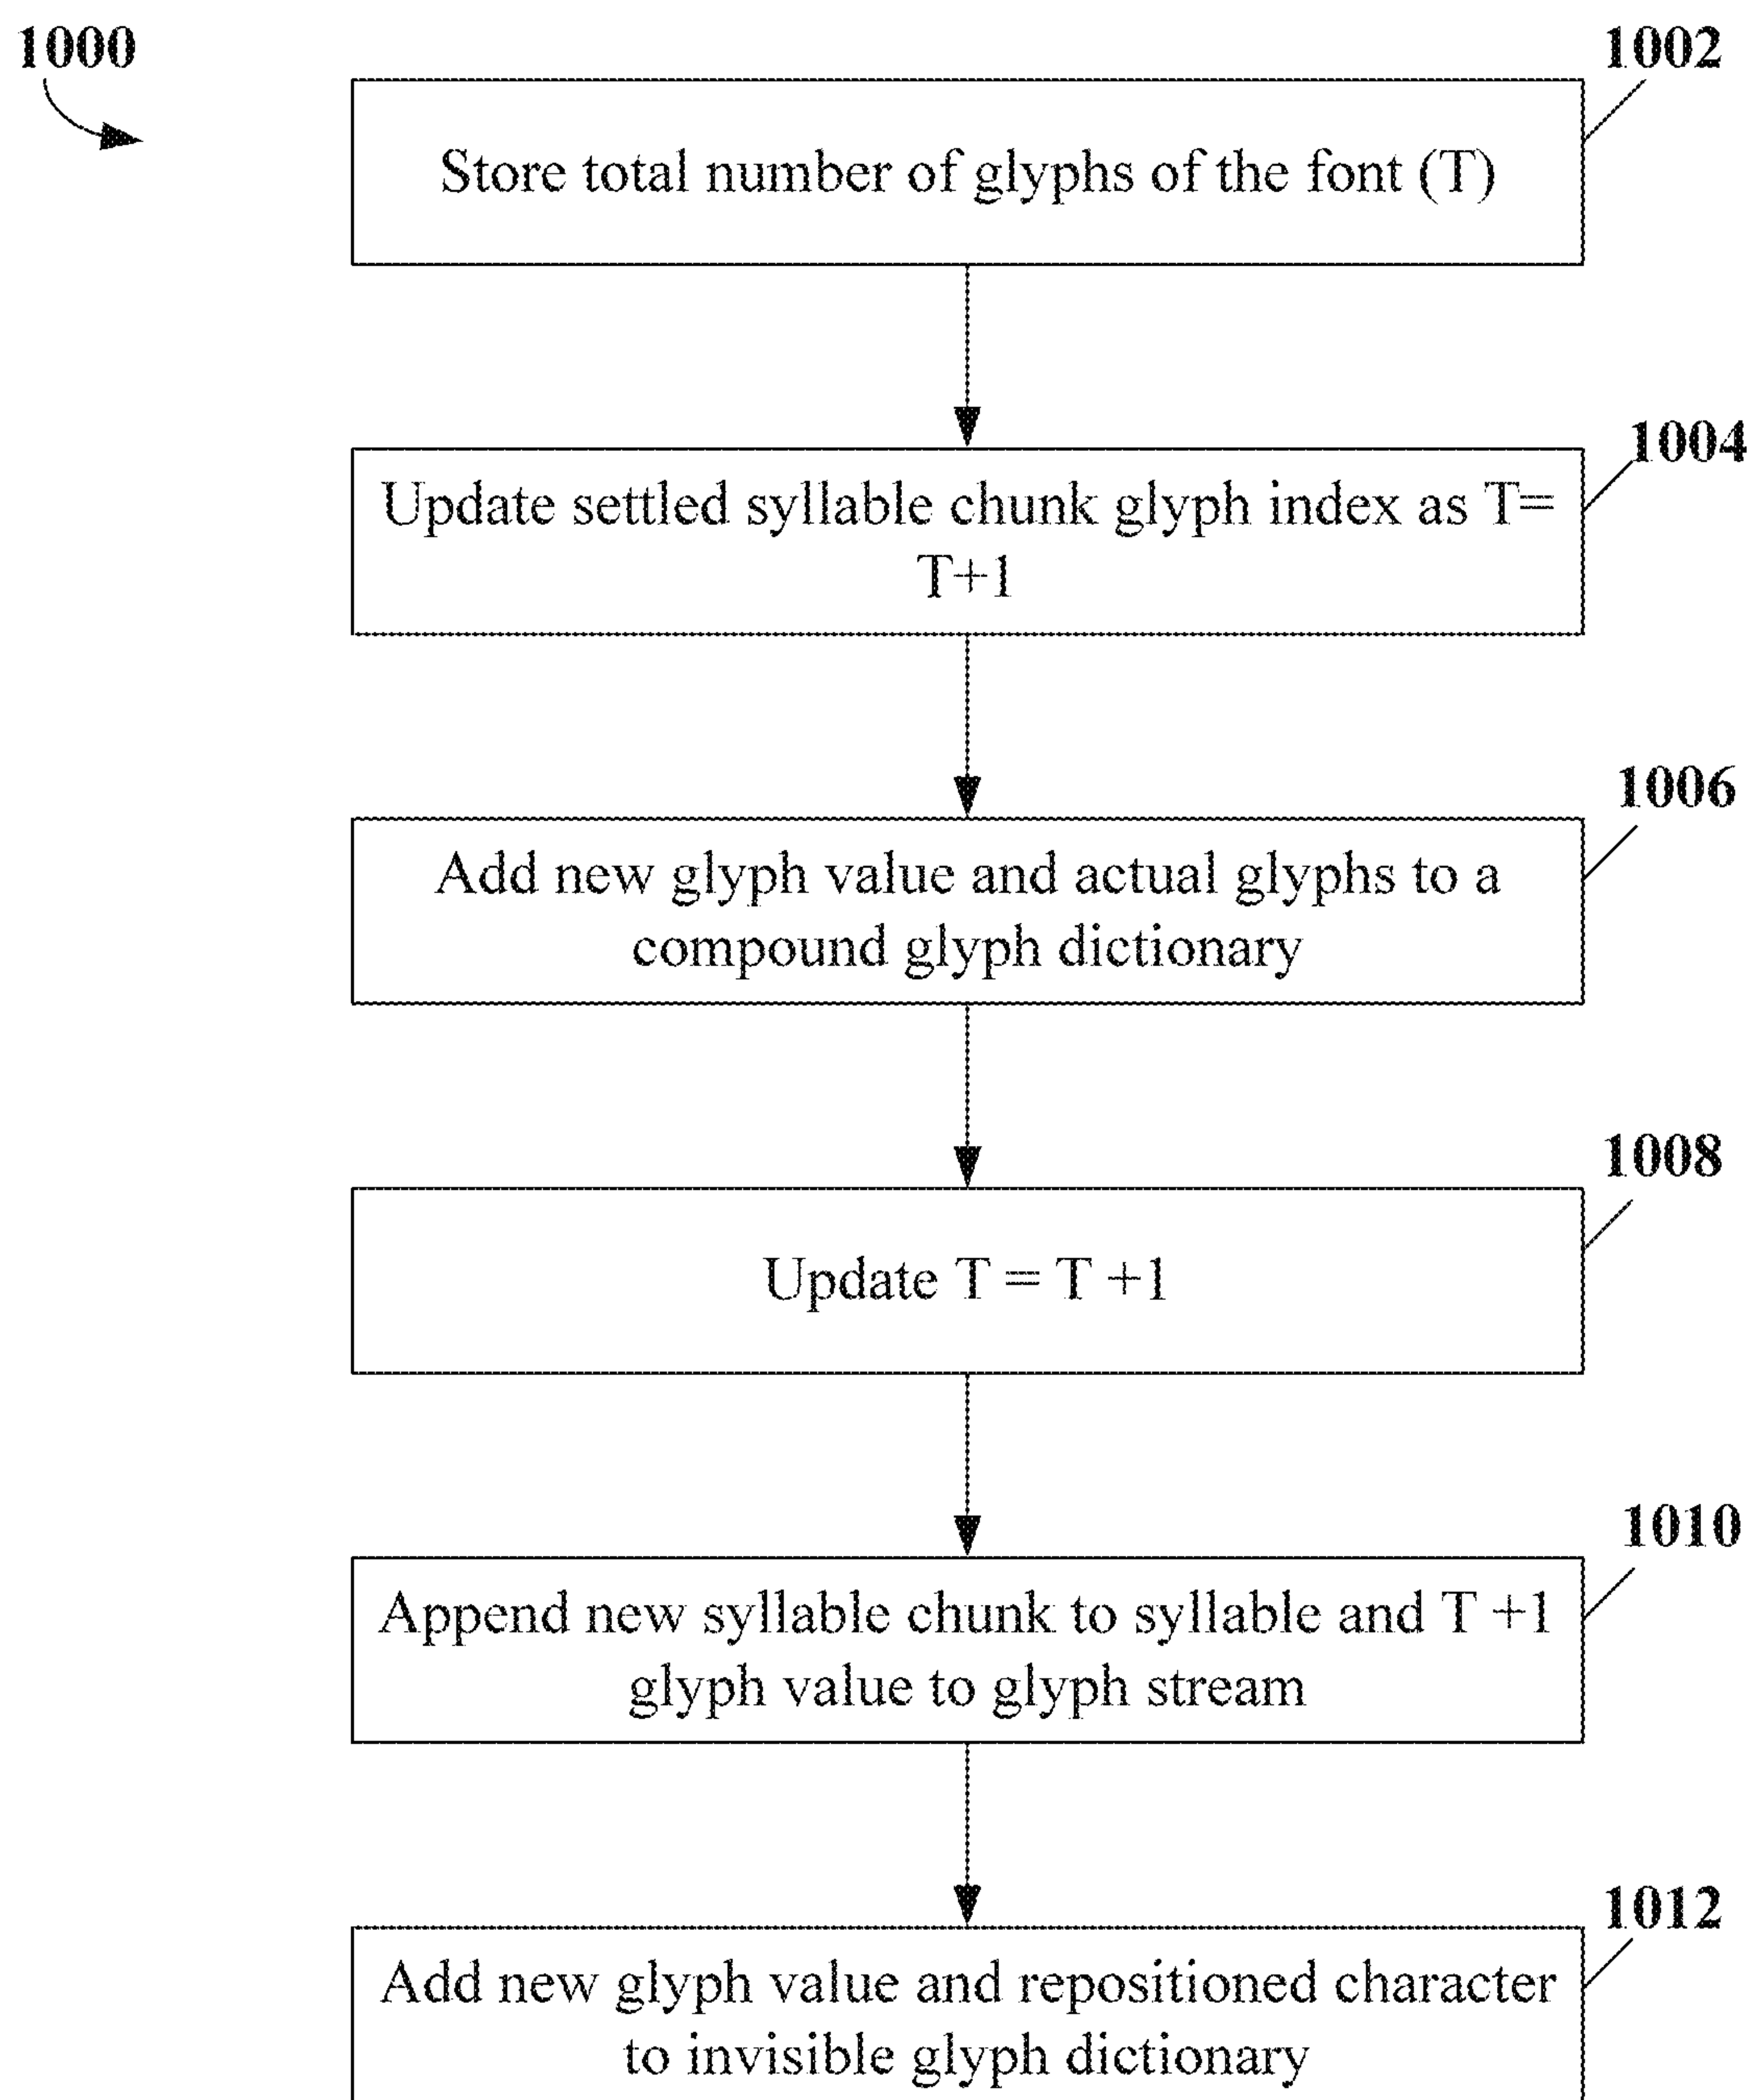 1000
1002
Store total number of glyphs of the font (T)
1004
Update settled syllable chunk glyph index as T=
T+1
1006
Add new glyph value and actual glyphs to a
compound glyph dictionary
1008
Update T = T +1
1010
Append new syllable chunk to syllable and T +1
glyph value to glyph stream
1012
Add new glyph value and repositioned character
to invisible glyph dictionary